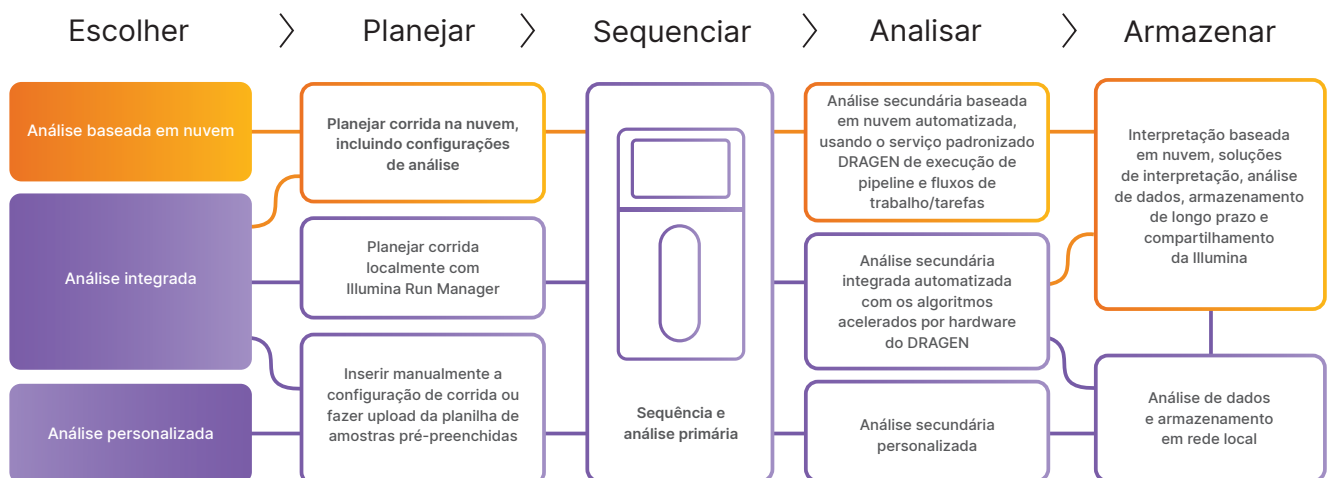 Escolher
Planejar
Sequenciar
Analisar
Armazenar
Análise baseada em nuvem
Análise integrada
Análise personalizada
Planejar corrida na nuvem,
incluindo configurações
de análise
Planejar corrida
localmente com
Illumina Run Manager
Inserir manualmente a
configuração de corrida ou
fazer upload da planilha de
amostras pré-preenchidas
Sequência e
análise primária
Análise secundária baseada
em nuvem automatizada,
usando o serviço padronizado
DRAGEN de execução de
pipeline e fluxos de
trabalho/tarefas
Análise secundária
integrada automatizada
com os algoritmos
acelerados por hardware
do DRAGEN
Análise secundária
personalizada
Interpretação baseada
em nuvem, soluções
de interpretação, análise
de dados, armazenamento
de longo prazo e
compartilhamento
da Illumina
Análise de dados
e armazenamento
em rede local